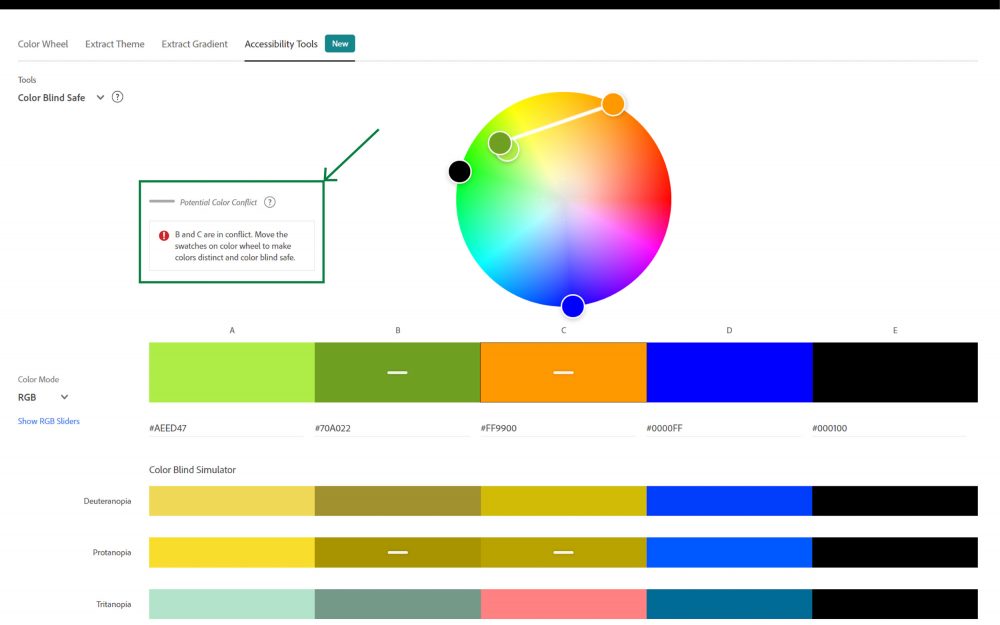 Color Wheel Extract Theme Extract Gradient Accessibility Tools New
Tools
Color Blind Safe ?
Potential Color Conflict ?
B and C are in conflict. Move the
swatches on color wheel to make
colors distinct and color blind safe.
A B C D E
Color Mode
RGB
Show RGB Sliders
#AEED47 #70A022 #FF9900 #0000FF #000100
Color Blind Simulator
Deuteranopia
Protanopia
Tritanopia